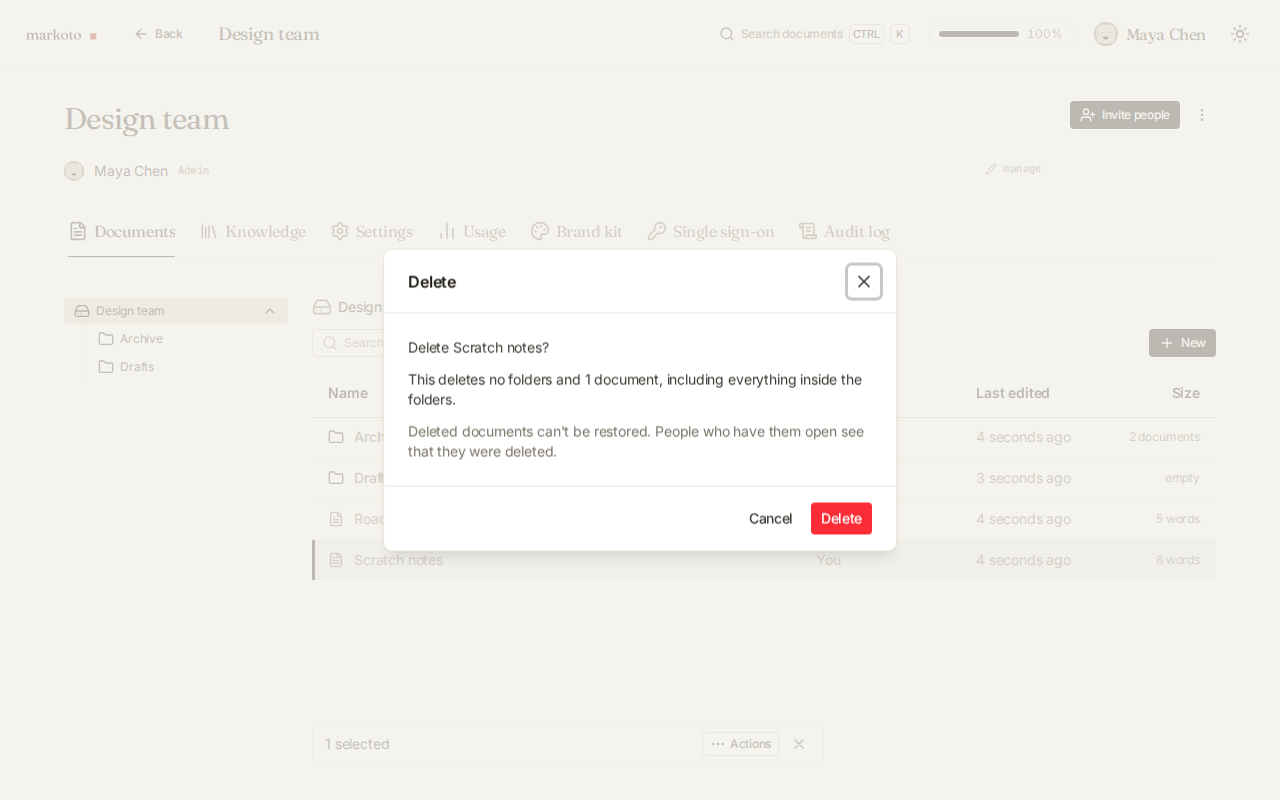 markoto
Back
Design team
Search documents CTRL K
100%
Maya Chen
Design team
Invite people
Maya Chen Admin
manage
Documents
Knowledge
Settings
Usage
Brand kit
Single sign-on
Audit log
Delete
Design team
Archive
Drafts
Design
Search
New
Delete Scratch notes?
This deletes no folders and 1 document, including everything inside the
folders.
Deleted documents can't be restored. People who have them open see
that they were deleted.
Cancel
Delete
Name
Last edited
Size
4 seconds ago
2 documents
3 seconds ago
empty
4 seconds ago
5 words
Scratch notes
You
4 seconds ago
8 words
1 selected
Actions